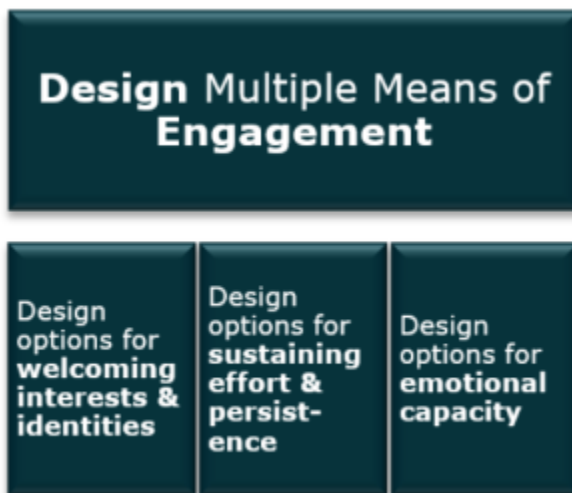 Design Multiple Means of
Engagement
Design
options for
welcoming
interests &
identities
Design
options for
sustaining
effort &
persist-
ence
Design
options for
emotional
capacity